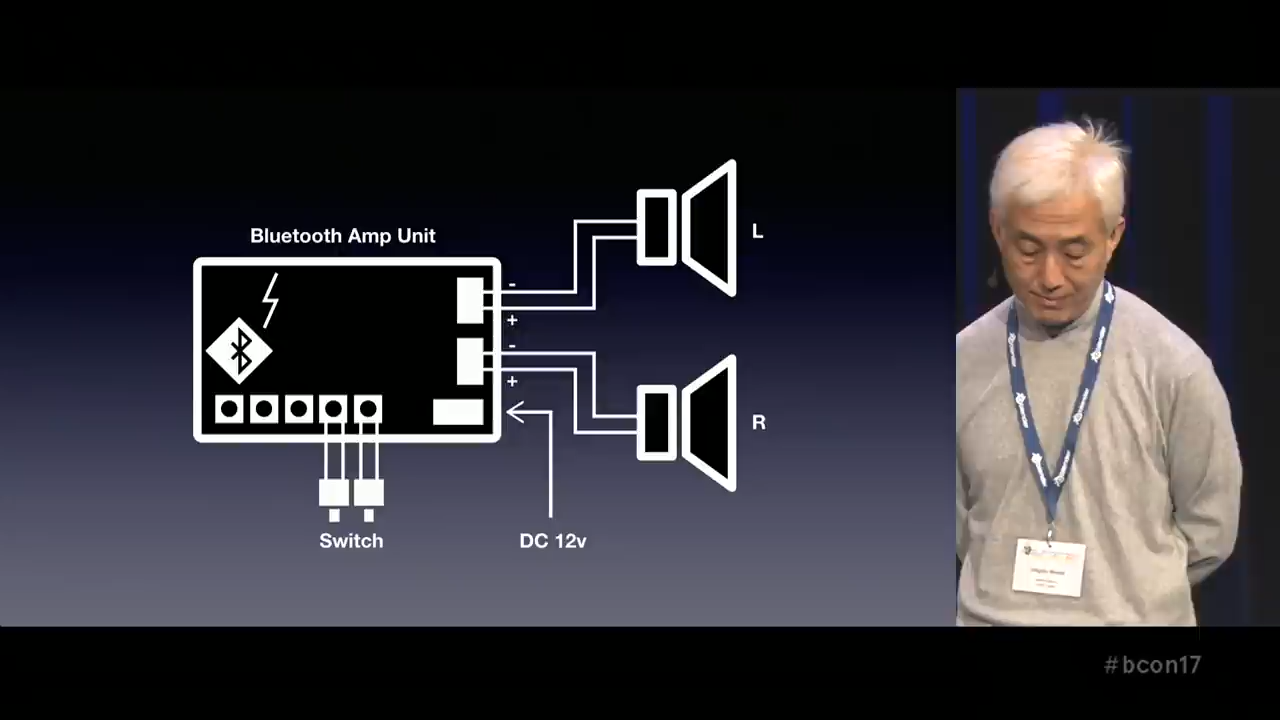 Bluetooth Amp Unit
L
-
+
-
+
R
Switch
DC 12v
#bcon17